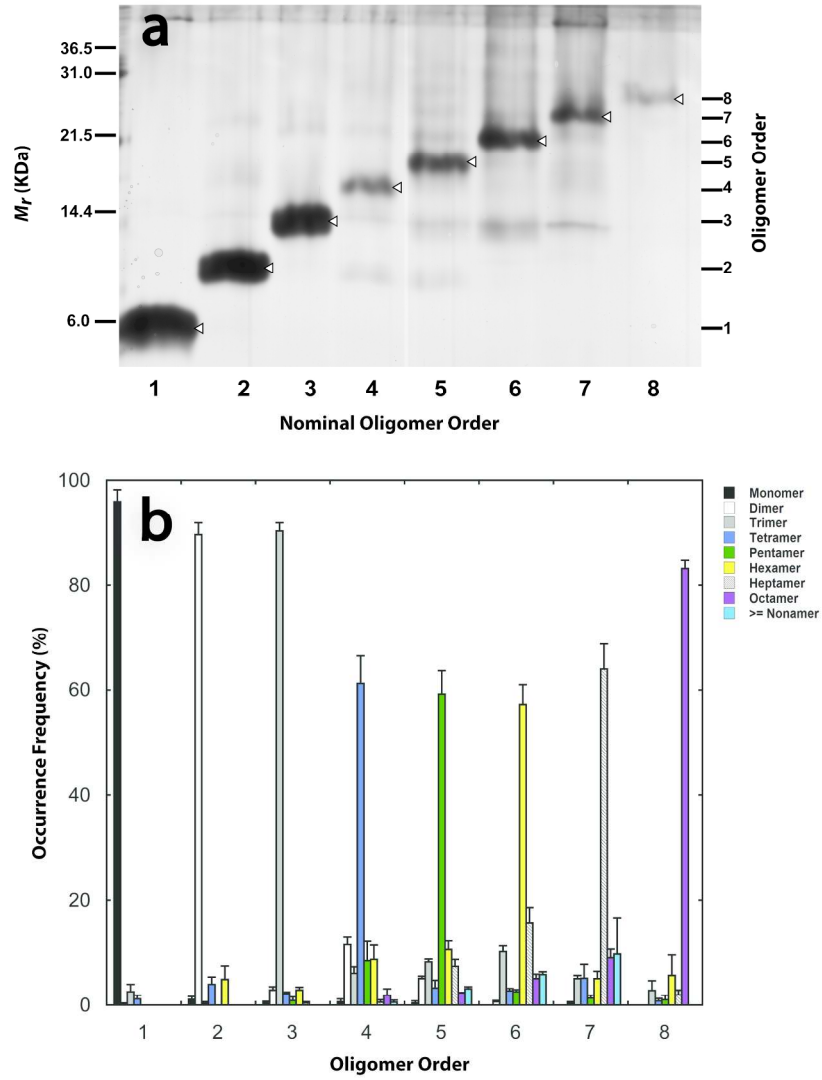 a
36.5
31.0
21.5
14.4
6.0
Mr (KDa)
8
7
6
5
4
3
2
1
Oligomer Order
1 2 3 4 5 6 7 8
Nominal Oligomer Order
b
100
80
60
40
20
0
Occurrence Frequency (%)
1 2 3 4 5 6 7 8
Oligomer Order
Monomer
Dimer
Trimer
Tetramer
Pentamer
Hexamer
Heptamer
Octamer
>= Nonamer